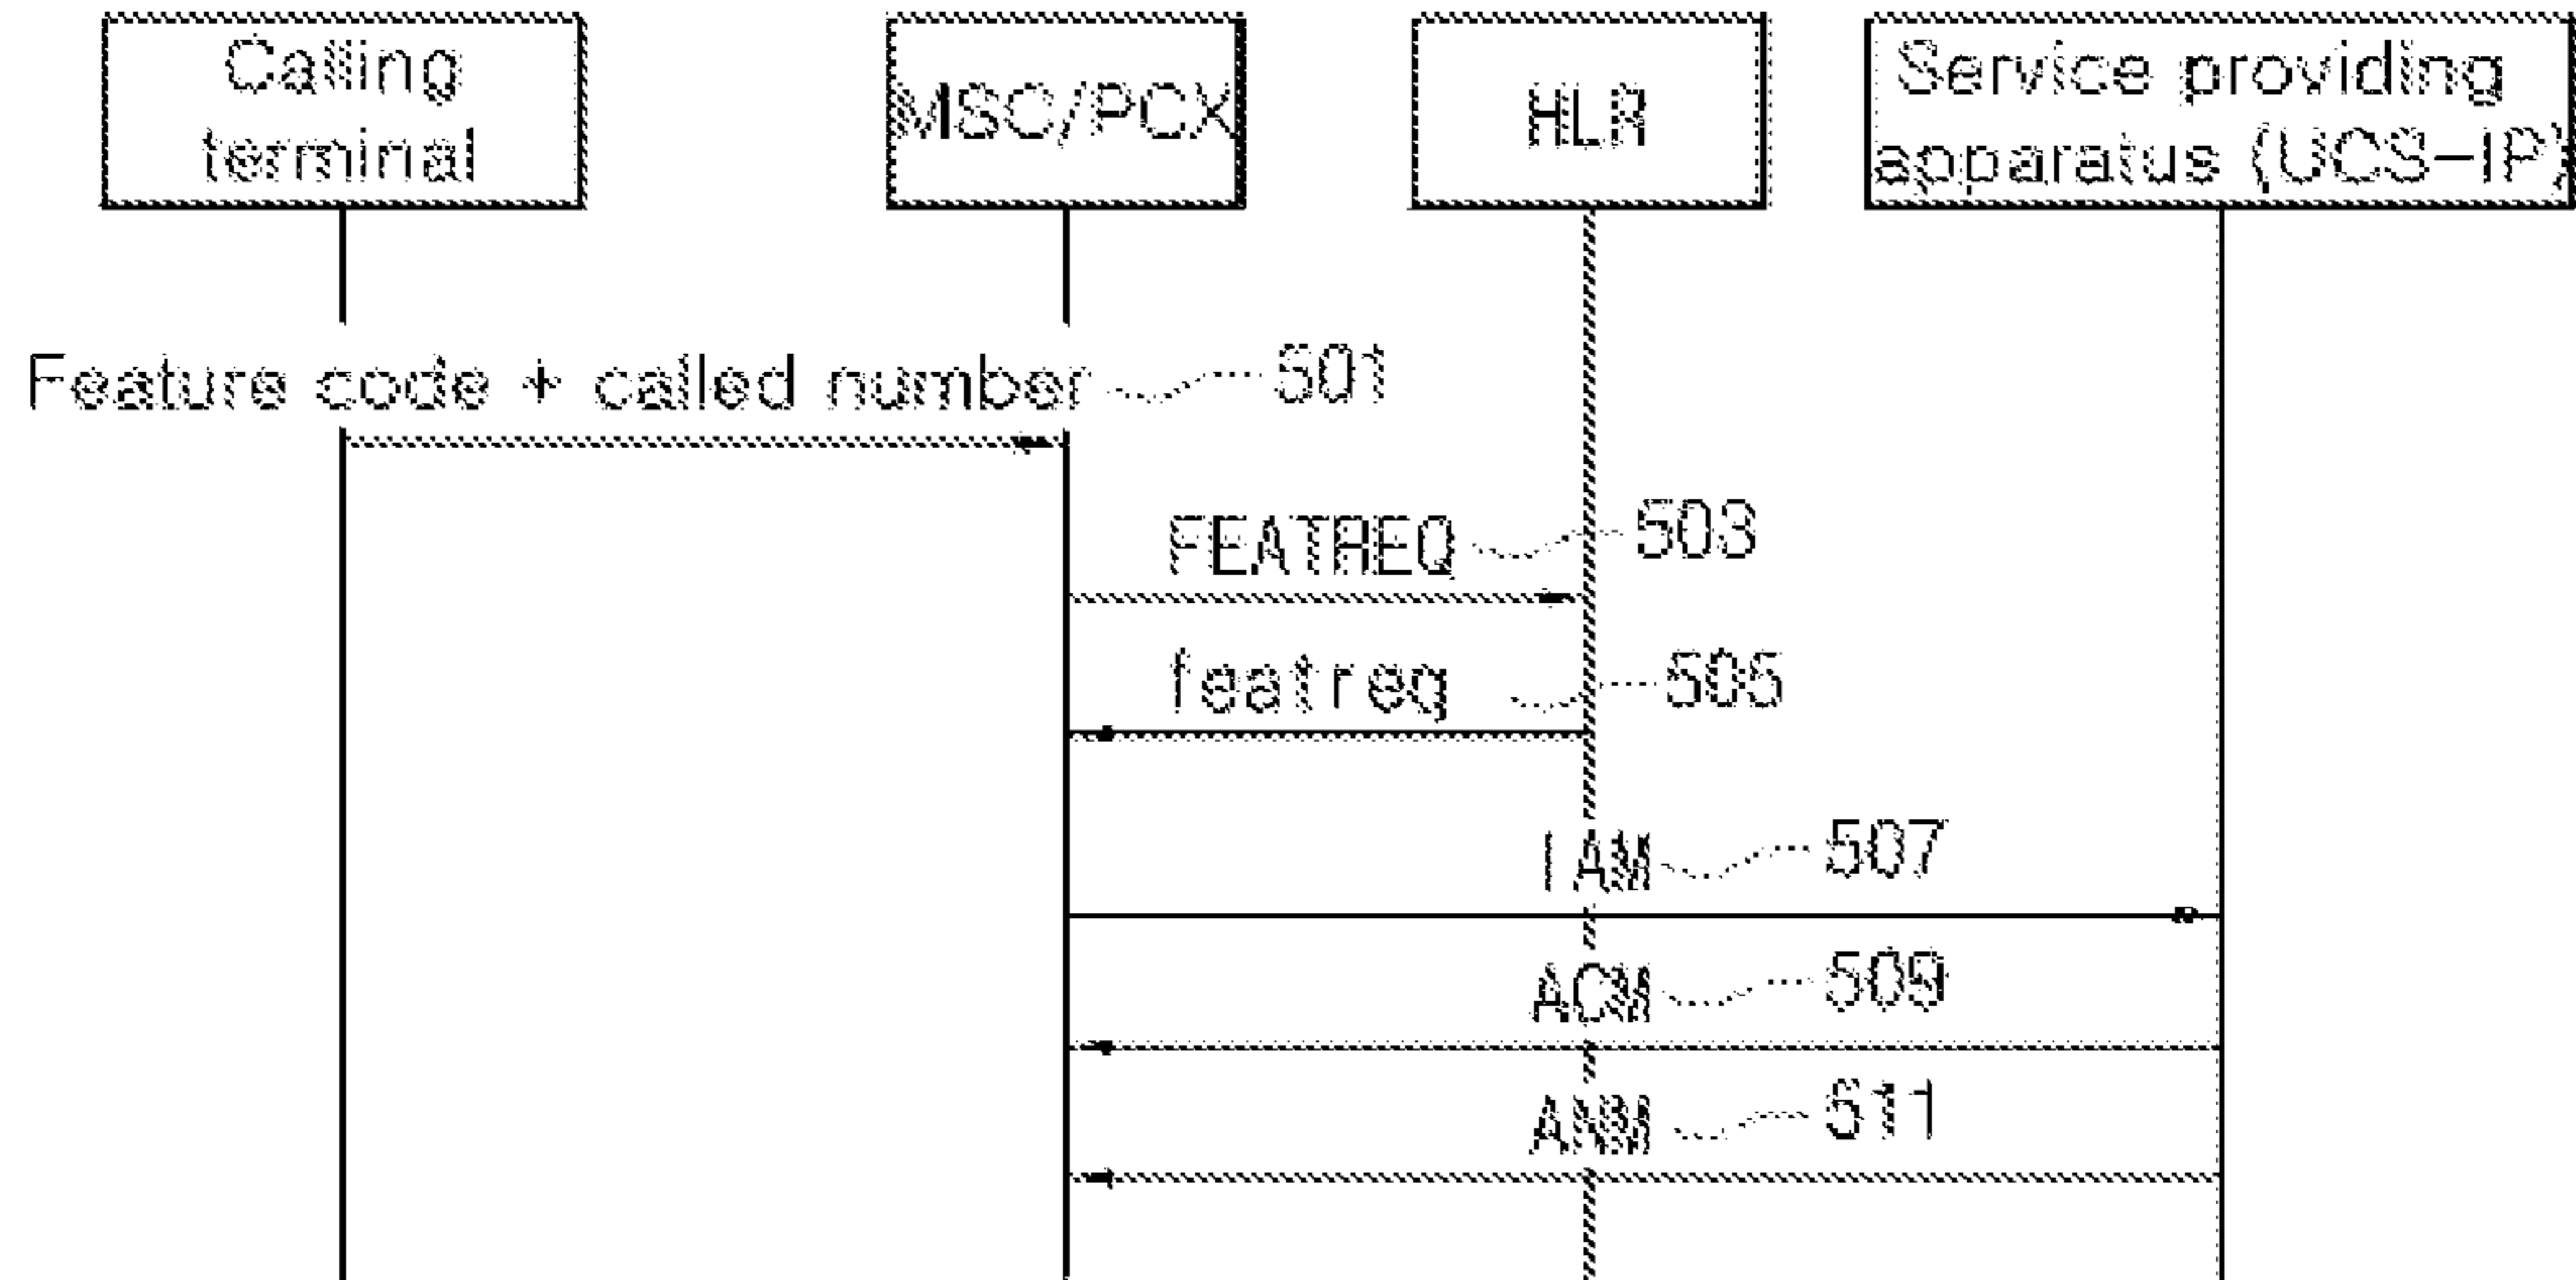 Calling
terminal
MSC/PCX
HLR
Service providing
apparatus (UCS-IP)
Feature code + called number 501
FEATREQ 503
featreq 505
IAM 507
ACM 509
ANM 511